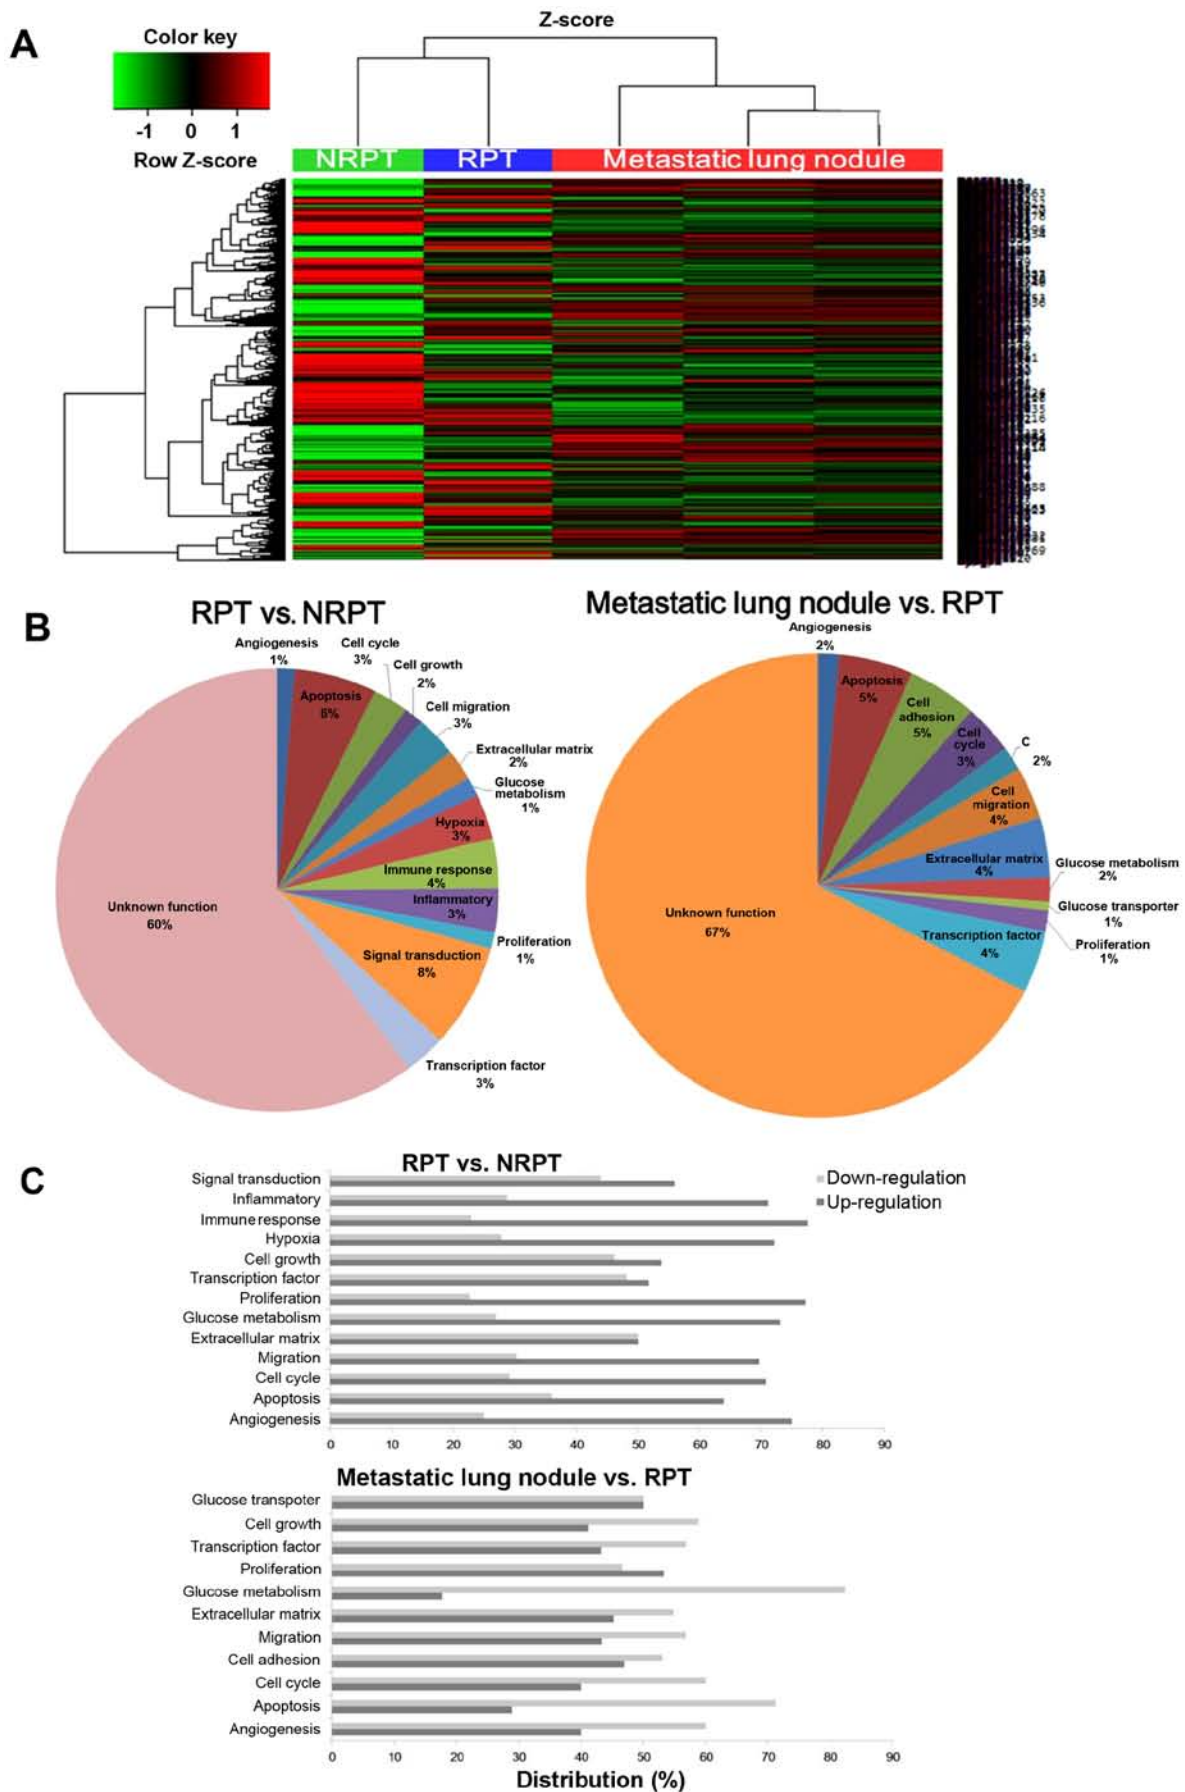 A
Z-score
Color key
-1 0 1
Row Z-score
NRPT RPT Metastatic lung nodule
B
RPT vs. NRPT
Angiogenesis
1%
Apoptosis
6%
Cell cycle
3%
Cell growth
2%
Cell migration
3%
Extracellular matrix
2%
Glucose
metabolism
1%
Hypoxia
3%
Immune response
4%
Inflammatory
3%
Proliferation
1%
Signal transduction
8%
Transcription factor
3%
Unknown function
60%
Metastatic lung nodule vs. RPT
Angiogenesis
2%
Apoptosis
5%
Cell
adhesion
5%
Cell
cycle
3%
C
2%
Cell
migration
4%
Extracellular matrix
4%
Glucose metabolism
2%
Glucose transporter
1%
Proliferation
1%
Transcription factor
4%
Unknown function
67%
C
RPT vs. NRPT
Down-regulation
Up-regulation
Signal transduction
Inflammatory
Immune response
Hypoxia
Cell growth
Transcription factor
Proliferation
Glucose metabolism
Extracellular matrix
Migration
Cell cycle
Apoptosis
Angiogenesis
0 10 20 30 40 50 60 70 80 90
Metastatic lung nodule vs. RPT
Glucose transpoter
Cell growth
Transcription factor
Proliferation
Glucose metabolism
Extracellular matrix
Migration
Cell adhesion
Cell cycle
Apoptosis
Angiogenesis
0 10 20 30 40 50 60 70 80 90
Distribution (%)